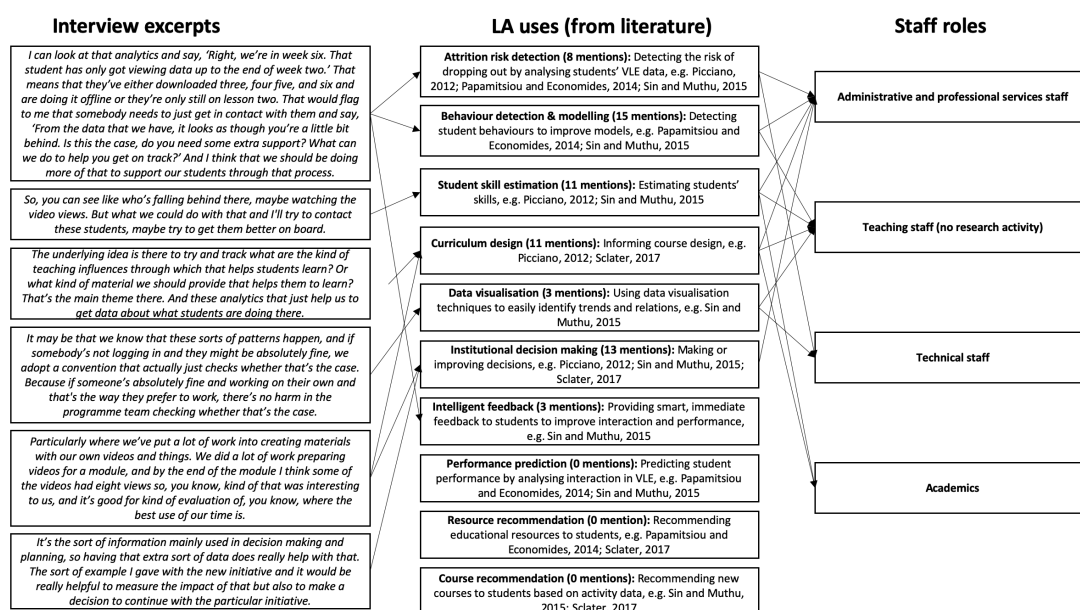 Interview excerpts
I can look at that analytics and say, 'Right, we're in week six. That
student has only got viewing data up to the end of week two.' That
means that they've either downloaded three, four five, and six and
are doing it offline or they're only still on lesson two. That would flag
to me that somebody needs to just get in contact with them and say,
'From the data that we have, it looks as though you're a little bit
behind. Is this the case, do you need some extra support? What can
we do to help you get on track?' And I think that we should be doing
more of that to support our students through that process.
So, you can see like who's falling behind there, maybe watching the
video views. But what we could do with that and I'll try to contact
these students, maybe try to get them better on board.
The underlying idea is there to try and track what are the kind of
teaching influences through which that helps students learn? Or
what kind of material we should provide that helps them to learn?
That's the main theme there. And these analytics that just help us to
get data about what students are doing there.
It may be that we know that these sorts of patterns happen, and if
somebody's not logging in and they might be absolutely fine, we
adopt a convention that actually just checks whether that's the case.
Because if someone's absolutely fine and working on their own and
that's the way they prefer to work, there's no harm in the
programme team checking whether that's the case.
Particularly where we've put a lot of work into creating materials
with our own videos and things. We did a lot of work preparing
videos for a module, and by the end of the module I think some of
the videos had eight views so, you know, kind of that was interesting
to us, and it's good for kind of evaluation of, you know, where the
best use of our time is.
It's the sort of information mainly used in decision making and
planning, so having that extra sort of data does really help with that.
The sort of example I gave with the new initiative and it would be
really helpful to measure the impact of that but also to make a
decision to continue with the particular initiative.
LA uses (from literature)
Attrition risk detection (8 mentions): Detecting the risk of
dropping out by analysing students' VLE data, e.g. Picciano,
2012; Papamitsiou and Economides, 2014; Sin and Muthu, 2015
Behaviour detection & modelling (15 mentions): Detecting
student behaviours to improve models, e.g. Papamitsiou and
Economides, 2014; Sin and Muthu, 2015
Student skill estimation (11 mentions): Estimating students'
skills, e.g. Picciano, 2012; Sin and Muthu, 2015
Curriculum design (11 mentions): Informing course design, e.g.
Picciano, 2012; Sclater, 2017
Data visualisation (3 mentions): Using data visualisation
techniques to easily identify trends and relations, e.g. Sin and
Muthu, 2015
Institutional decision making (13 mentions): Making or
improving decisions, e.g. Picciano, 2012; Sin and Muthu, 2015;
Sclater, 2017
Intelligent feedback (3 mentions): Providing smart, immediate
feedback to students to improve interaction and performance,
e.g. Sin and Muthu, 2015
Performance prediction (0 mentions): Predicting student
performance by analysing interaction in VLE, e.g. Papamitsiou
and Economides, 2014; Sin and Muthu, 2015
Resource recommendation (0 mention): Recommending
educational resources to students, e.g. Papamitsiou and
Economides, 2014; Sclater, 2017
Course recommendation (0 mentions): Recommending new
courses to students based on activity data, e.g. Sin and Muthu,
2015; Sclater, 2017
Staff roles
Administrative and professional services staff
Teaching staff (no research activity)
Technical staff
Academics